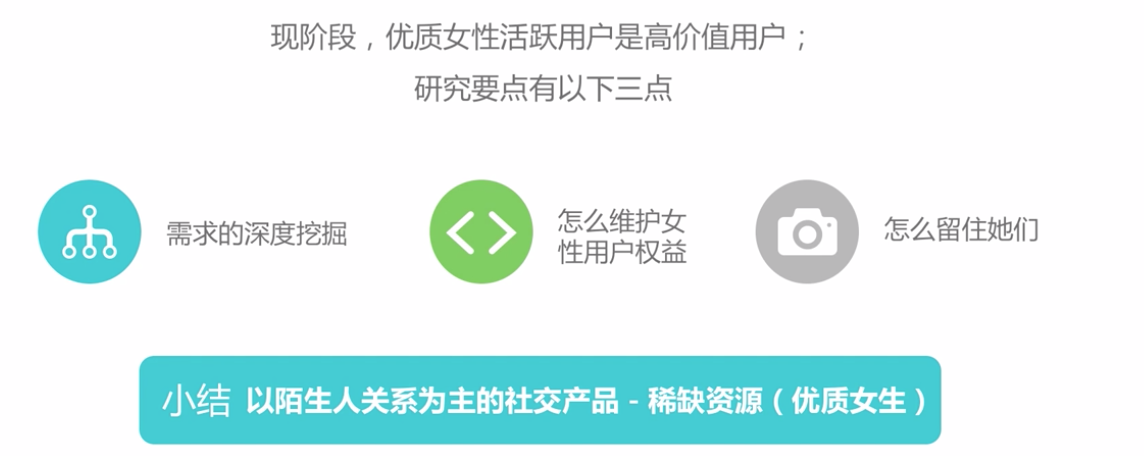 现阶段，优质女性活跃用户是高价值用户；
研究要点有以下三点
需求的深度挖掘
怎么维护女
性用户权益
怎么留住她们
小结 以陌生人关系为主的社交产品 - 稀缺资源（优质女生）